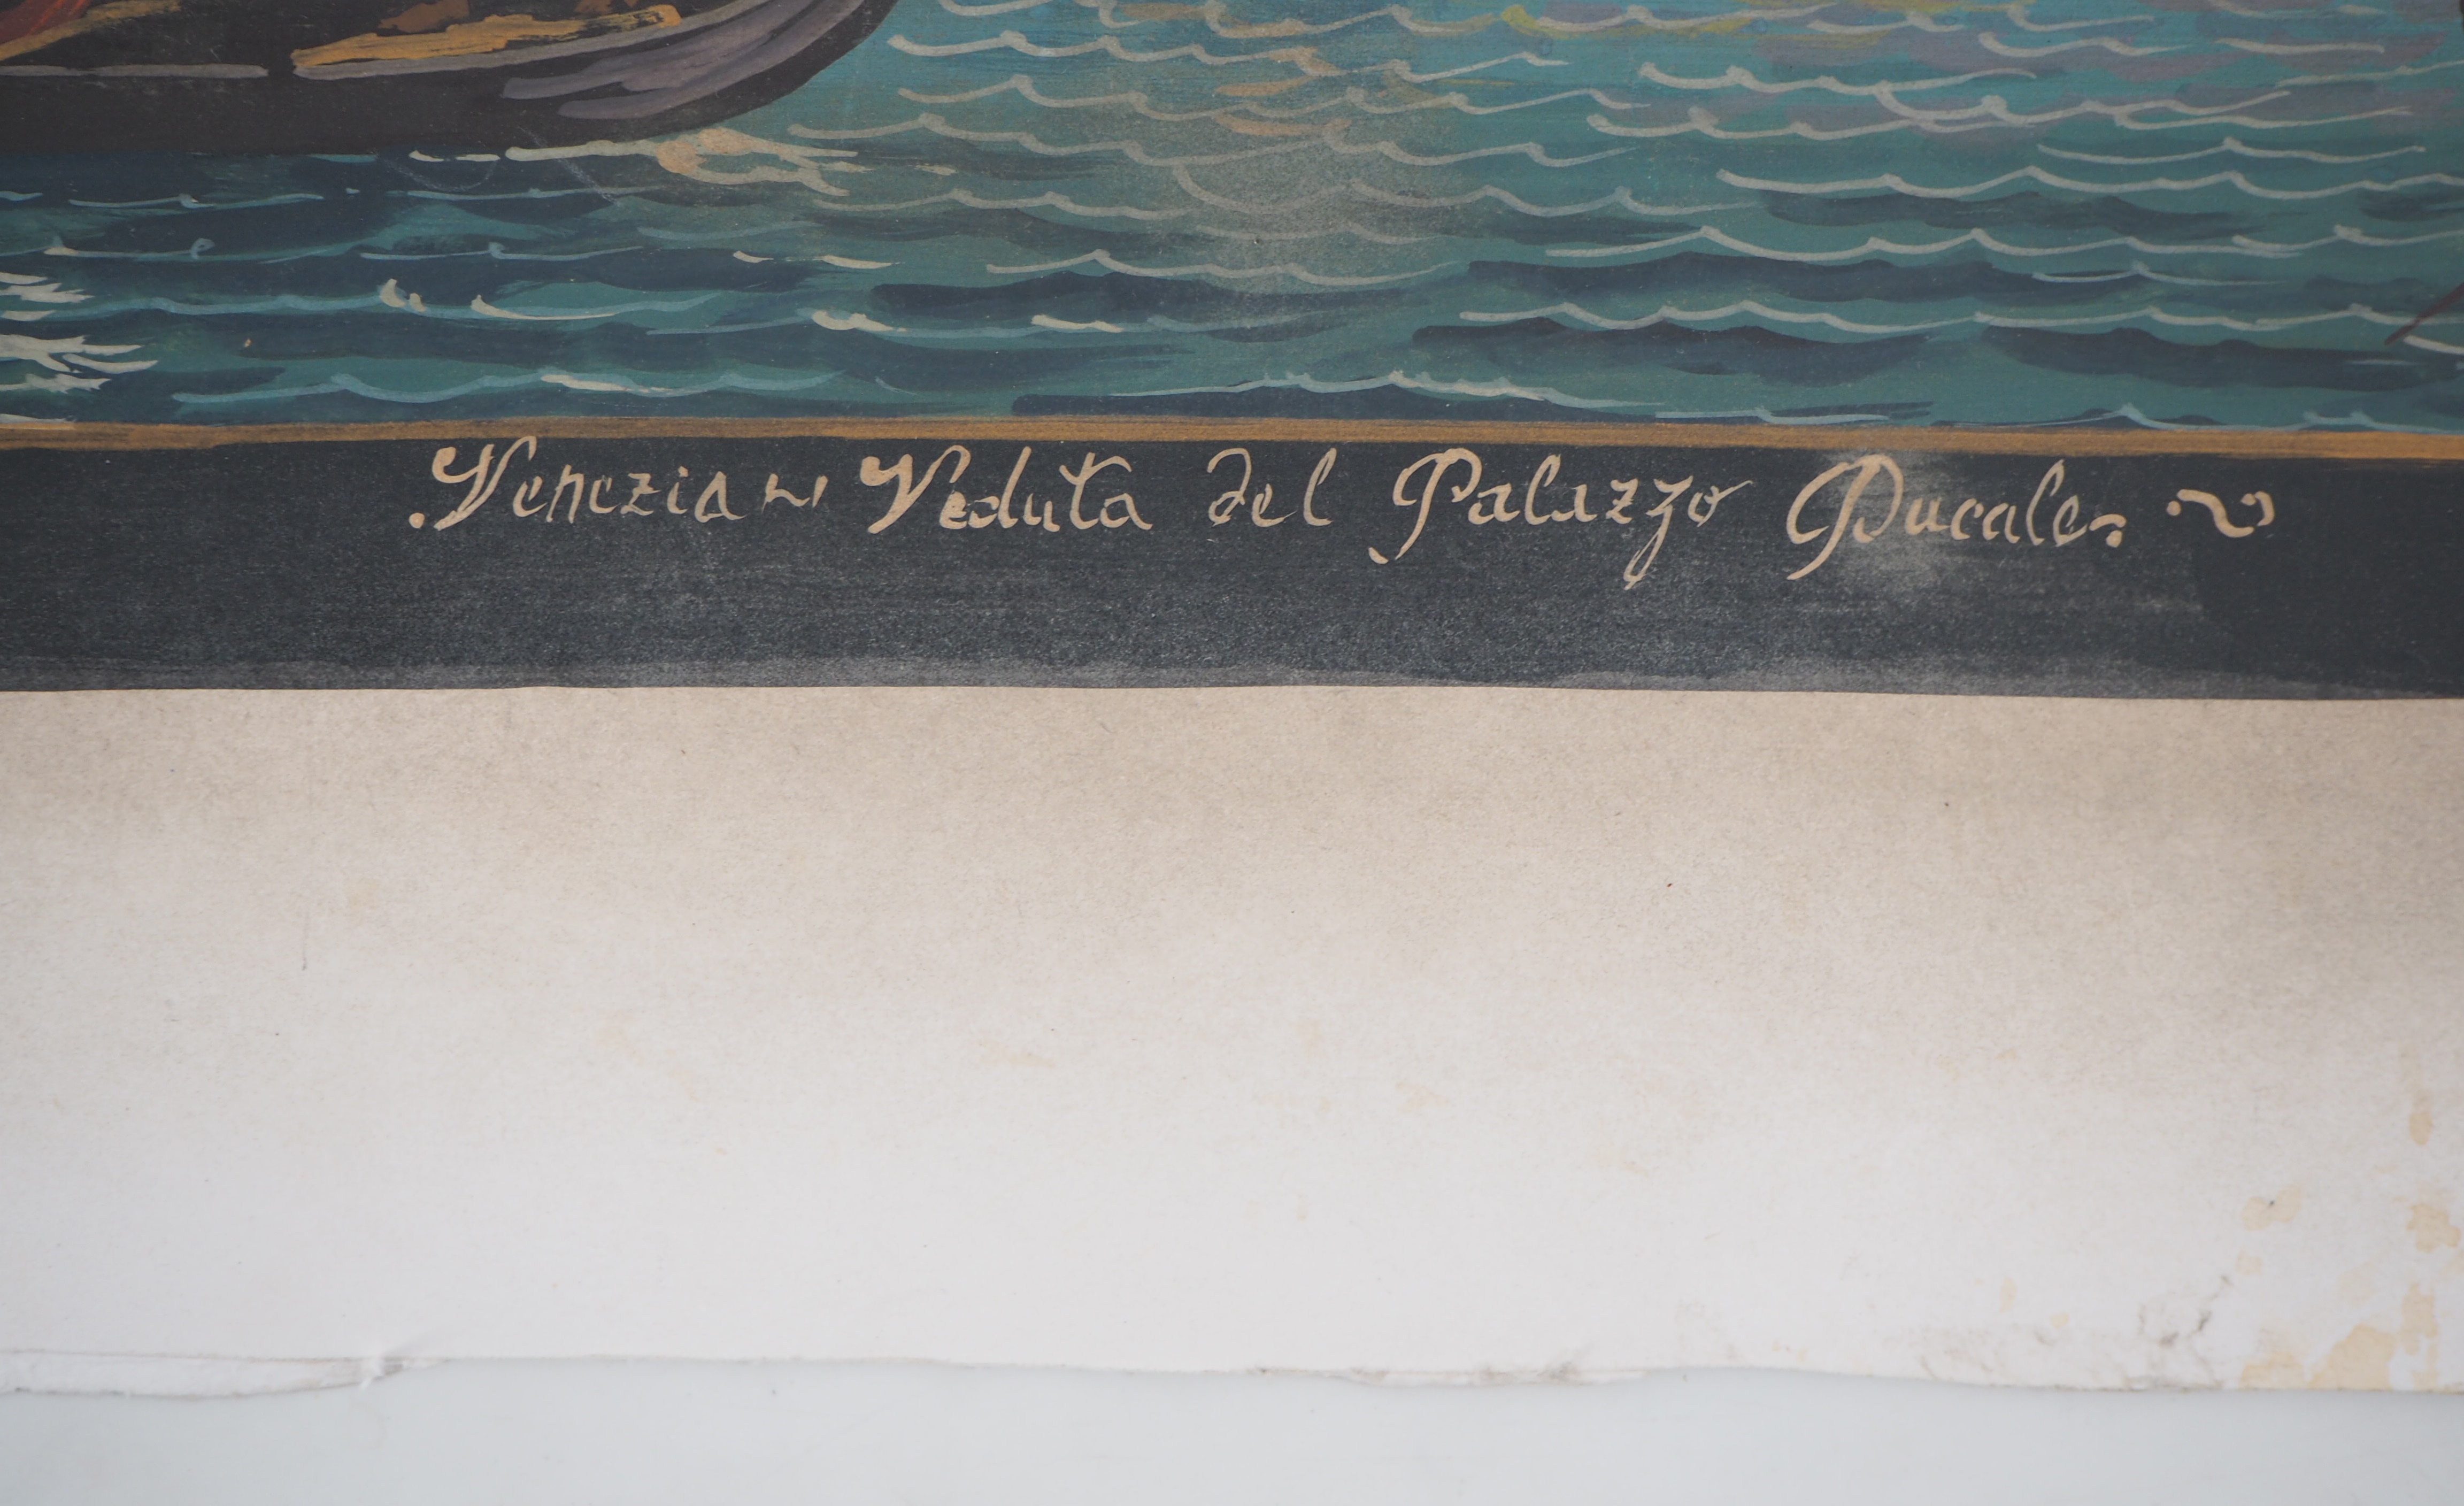 Venezia ~ Veduta del Palazzo Ducale. ~